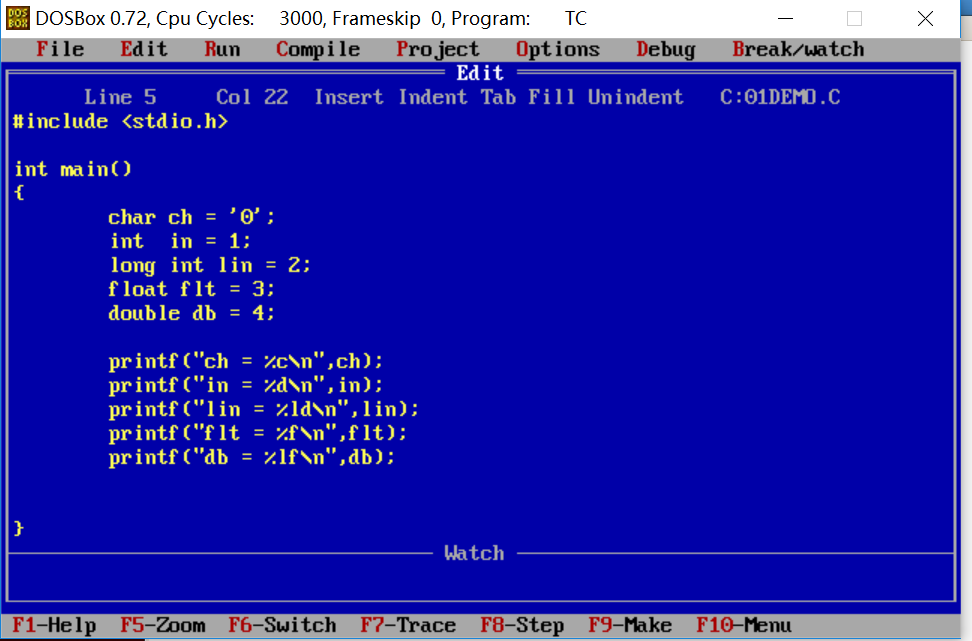 DOSBox 0.72, Cpu Cycles: 3000, Frameskip 0, Program: TC
File Edit Run Compile Project Options Debug Break/watch
Edit
Line 5 Col 22 Insert Indent Tab Fill Unindent C:01DEMO.C
#include <stdio.h>
int main()
{
char ch = '0';
int  in = 1;
long int lin = 2;
float flt = 3;
double db = 4;
printf("ch = %c\n",ch);
printf("in = %d\n",in);
printf("lin = %ld\n",lin);
printf("flt = %f\n",flt);
printf("db = %lf\n",db);
}
Watch
F1-Help F5-Zoom F6-Switch F7-Trace F8-Step F9-Make F10-Menu